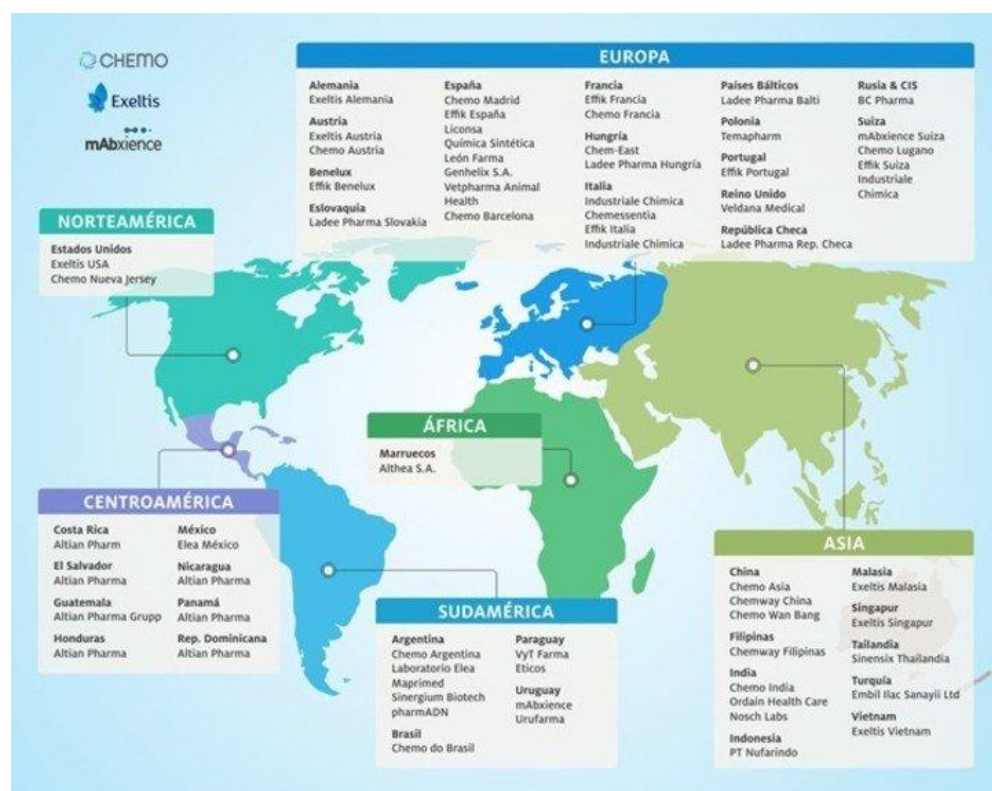 CHEMO
Exeltis
mAbxience
EUROPA
Alemania
Exeltis Alemania
Austria
Exeltis Austria
Chemo Austria
Benelux
Effik Benelux
Eslovaquia
Ladee Pharma Slovakia
España
Chemo Madrid
Effik España
Liconsa
Química Sintética
León Farma
Genhelix S.A.
Vetpharma Animal
Health
Chemo Barcelona
Francia
Effik Francia
Chemo Francia
Hungría
Chem-East
Ladee Pharma Hungría
Italia
Industriale Chimica
Chemessentia
Effik Italia
Industriale Chimica
Países Bálticos
Ladee Pharma Balti
Polonia
Temapharm
Portugal
Effik Portugal
Reino Unido
Veldana Medical
República Checa
Ladee Pharma Rep. Checa
Rusia & CIS
BC Pharma
Suiza
mAbxience Suiza
Chemo Lugano
Effik Suiza
Industriale
Chimica
NORTEAMÉRICA
Estados Unidos
Exeltis USA
Chemo Nueva Jersey
ÁFRICA
Marruecos
Althea S.A.
CENTROAMÉRICA
Costa Rica
Altian Pharm
El Salvador
Altian Pharma
Guatemala
Altian Pharma Grupp
Honduras
Altian Pharma
México
Elea México
Nicaragua
Altian Pharma
Panamá
Altian Pharma
Rep. Dominicana
Altian Pharma
SUDAMÉRICA
Argentina
Chemo Argentina
Laboratorio Elea
Maprimed
Sinergium Biotech
pharmADN
Brasil
Chemo do Brasil
Paraguay
VyT Farma
Eticos
Uruguay
mAbxience
Urufarma
ASIA
China
Chemo Asia
Chemway China
Chemo Wan Bang
Filipinas
Chemway Filipinas
India
Chemo India
Ordain Health Care
Nosch Labs
Indonesia
PT Nufarindo
Malasia
Exeltis Malasia
Singapur
Exeltis Singapur
Tailandia
Sinensix Thailandia
Turquía
Embil Ilac Sanayii Ltd
Vietnam
Exeltis Vietnam